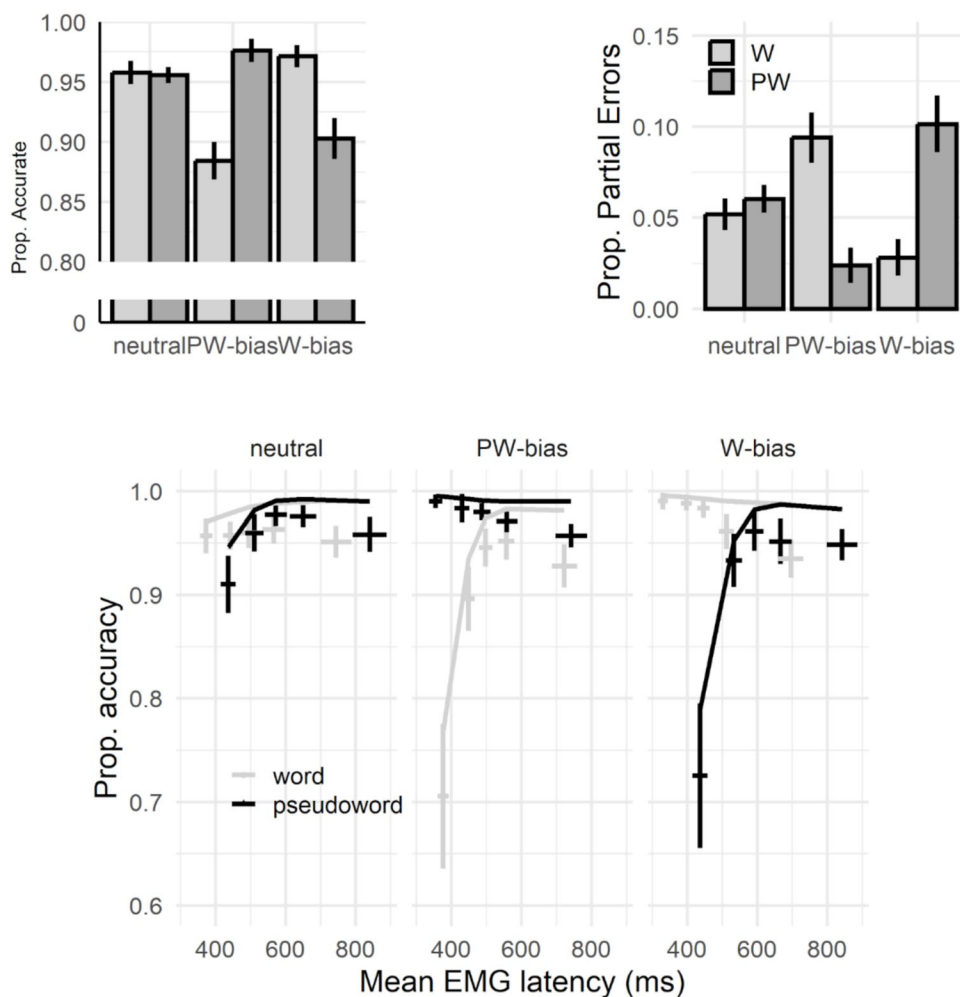 1.00
0.95
0.90
0.85
0.80
0
Prop. Accurate
neutral PW-bias W-bias
0.15
0.10
0.05
0.00
Prop. Partial Errors
W
PW
neutral PW-bias W-bias
neutral PW-bias W-bias
1.0
0.9
0.8
0.7
0.6
Prop. accuracy
word
pseudoword
400 600 800 400 600 800 400 600 800
Mean EMG latency (ms)